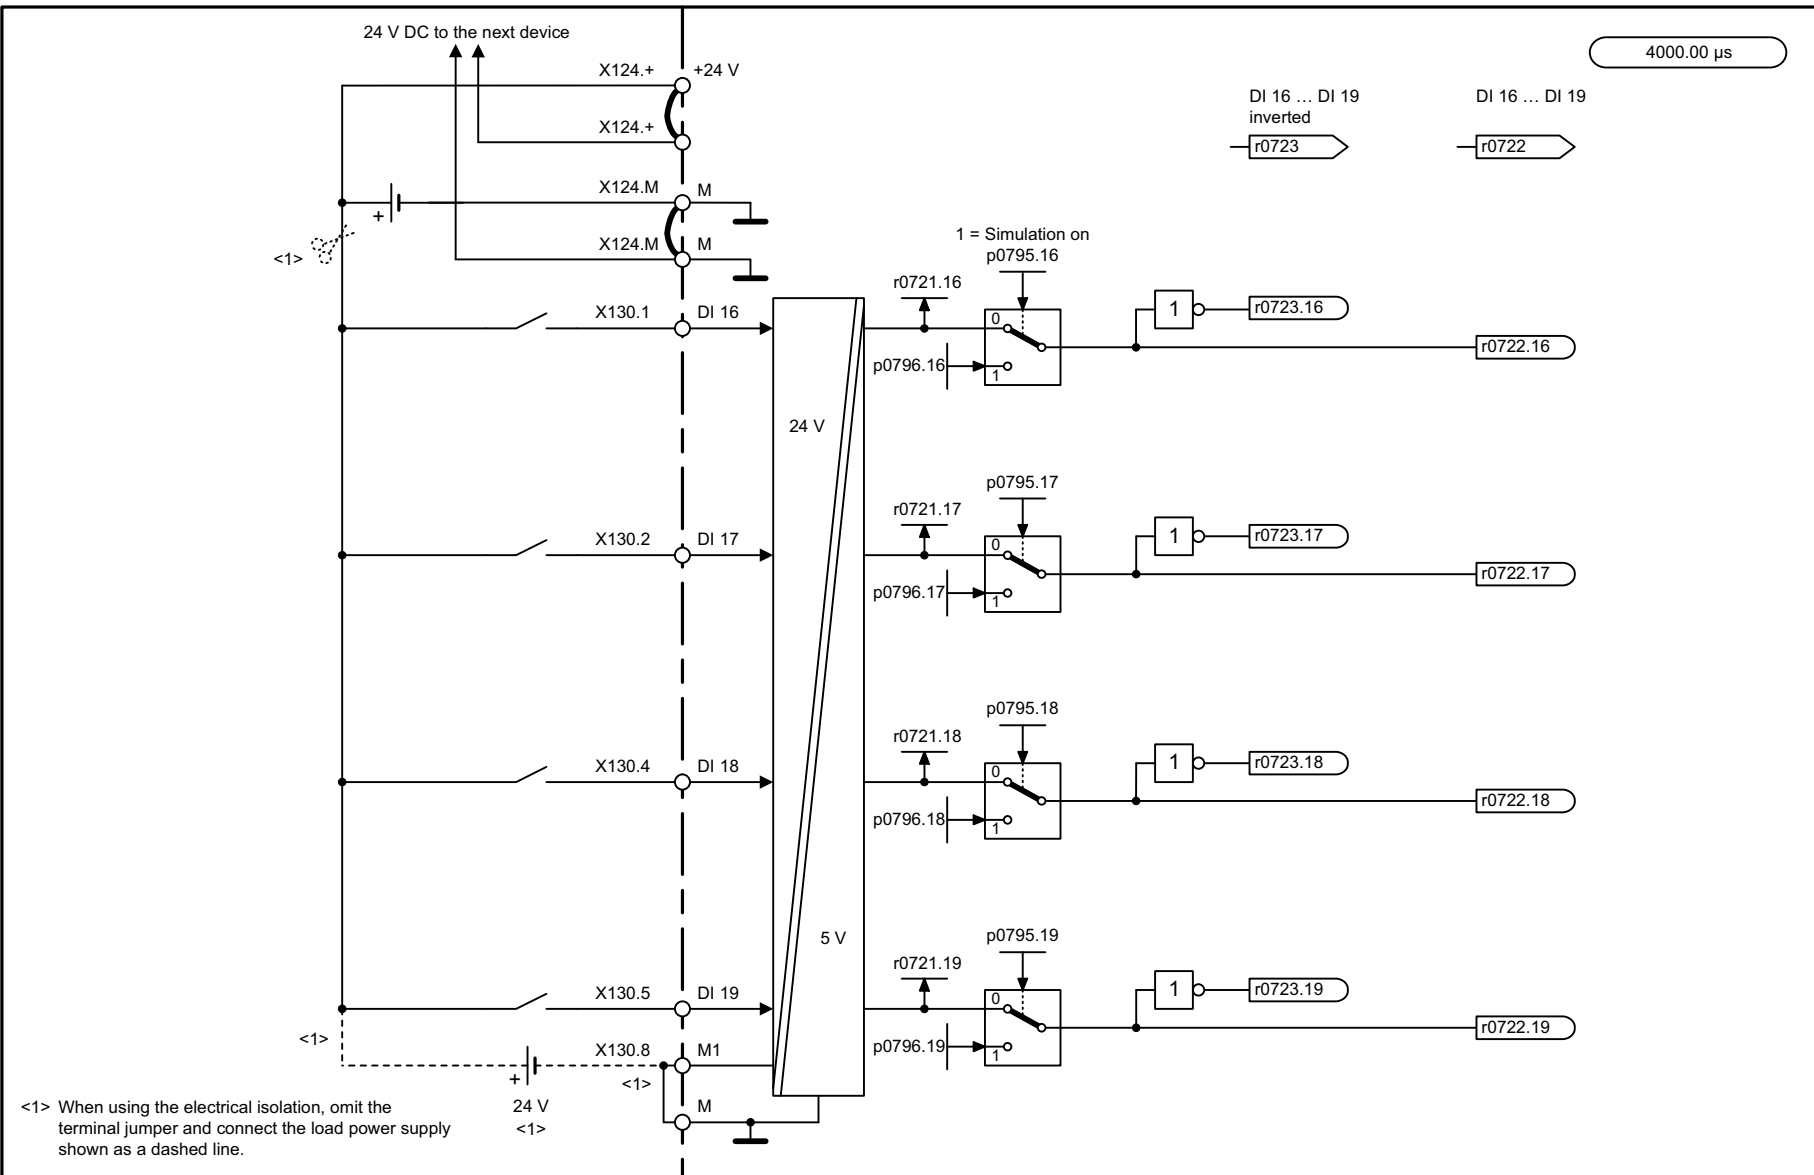 24 V DC to the next device
4000.00 µs
X124.+
+24 V
DI 16 … DI 19
inverted
DI 16 … DI 19
X124.+
r0723
r0722
X124.M
M
+
1 = Simulation on
X124.M
M
<1>
p0795.16
r0721.16
X130.1
DI 16
0
1
r0723.16
r0722.16
p0796.16
1
24 V
p0795.17
r0721.17
X130.2
DI 17
0
1
r0723.17
r0722.17
p0796.17
1
p0795.18
r0721.18
X130.4
DI 18
0
1
r0723.18
r0722.18
p0796.18
1
5 V
p0795.19
r0721.19
X130.5
DI 19
0
1
r0723.19
r0722.19
<1>
X130.8
M1
p0796.19
1
+
<1>
24 V
<1>
M
<1> When using the electrical isolation, omit the
terminal jumper and connect the load power supply
shown as a dashed line.